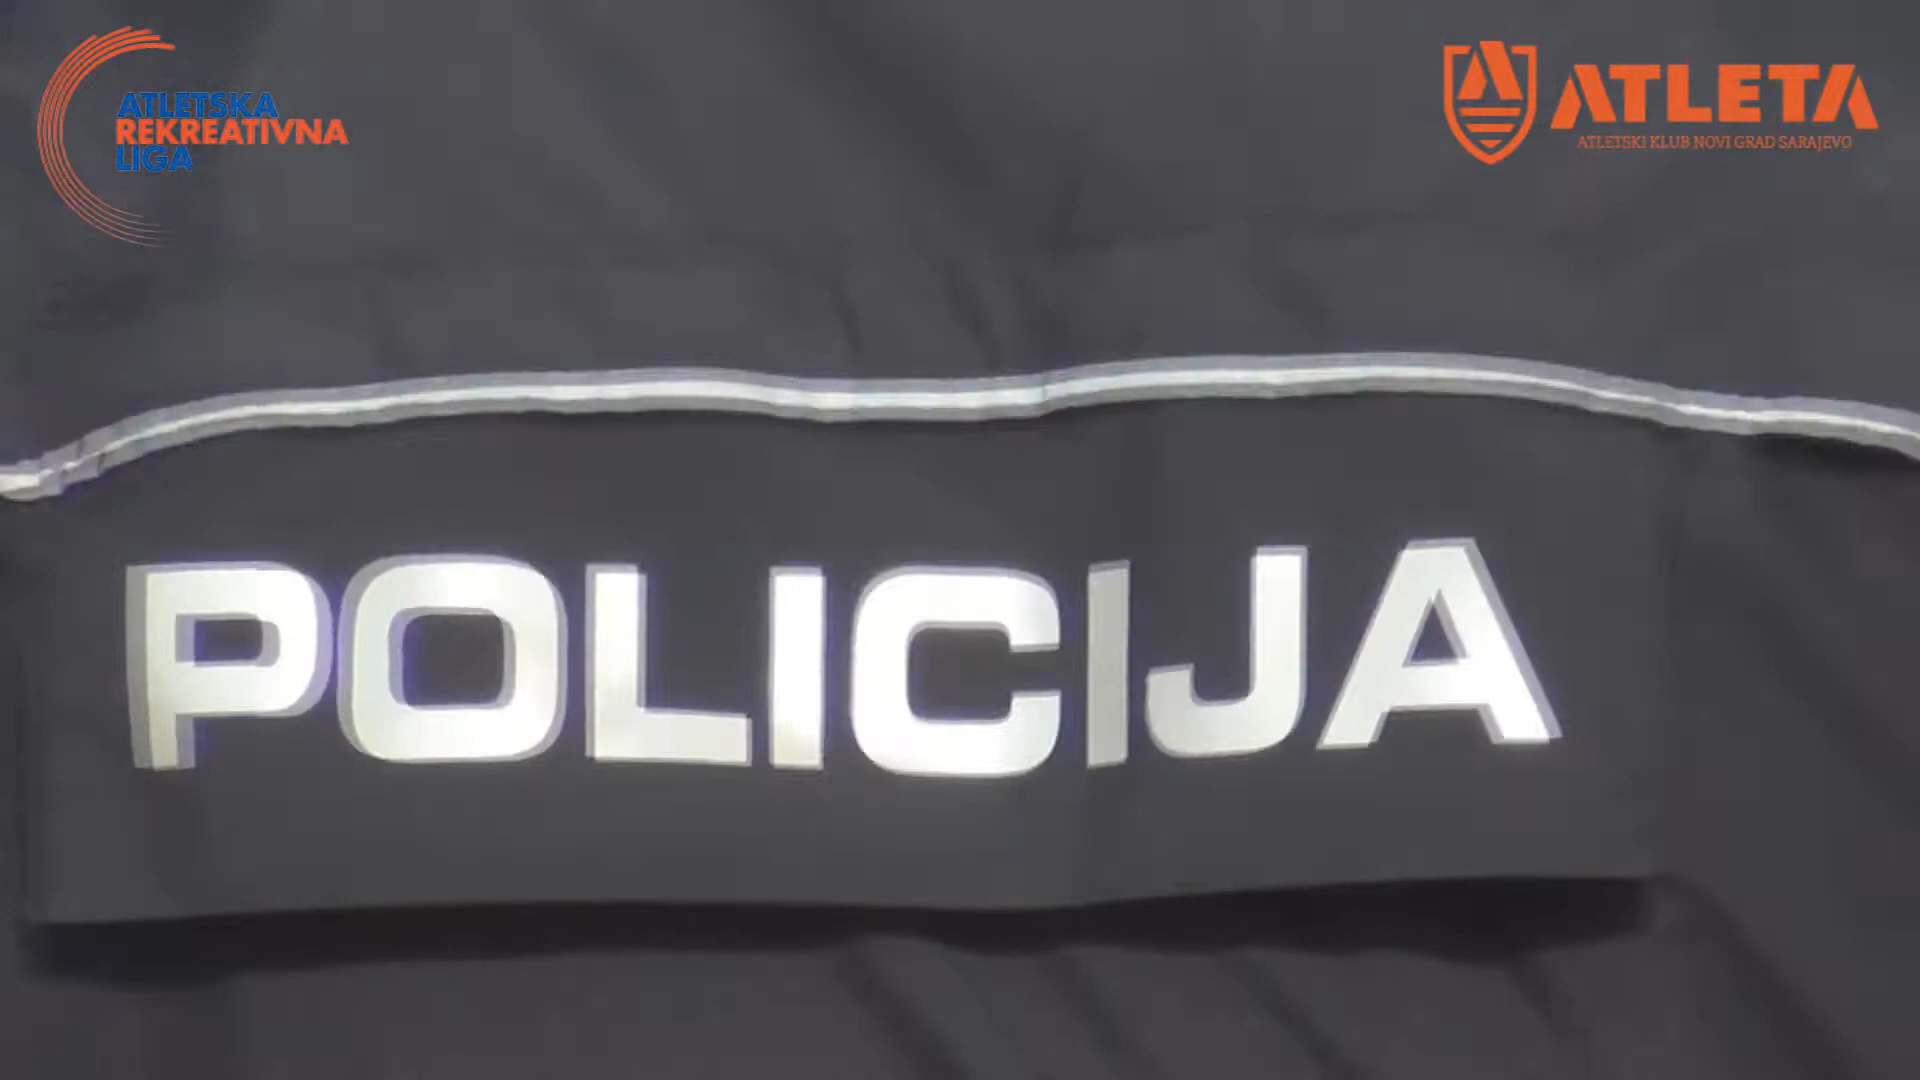 ATLETSKA
REKREATIVNA
LIGA
ATLETA
ATLETSKI KLUB NOVI GRAD SARAJEVO
POLICIJA